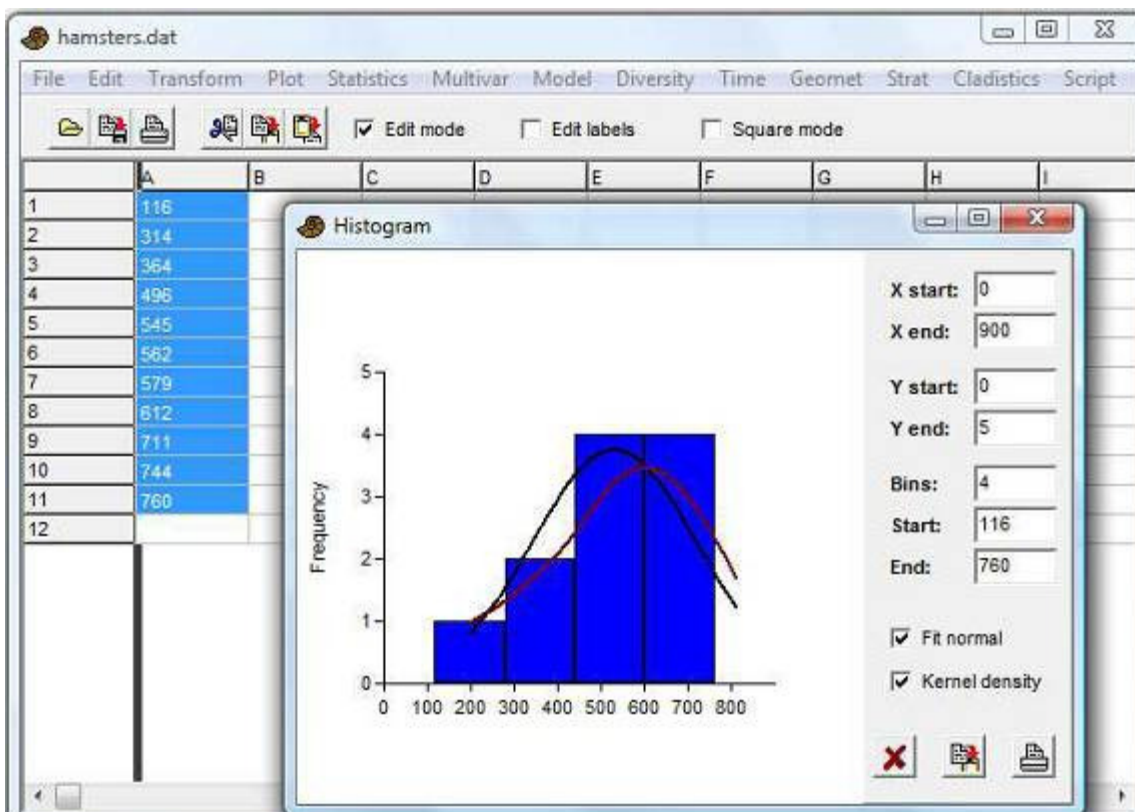 hamsters.dat
File Edit Transform Plot Statistics Multivar Model Diversity Time Geomet Strat Cladistics Script
Edit mode Edit labels Square mode
A B C D E F G H I
1 116
2 314
3 364
4 496
5 545
6 562
7 579
8 612
9 711
10 744
11 760
12
Histogram
5
4
3
2
1
0
Frequency
0 100 200 300 400 500 600 700 800
X start: 0
X end: 900
Y start: 0
Y end: 5
Bins: 4
Start: 116
End: 760
Fit normal
Kernel density